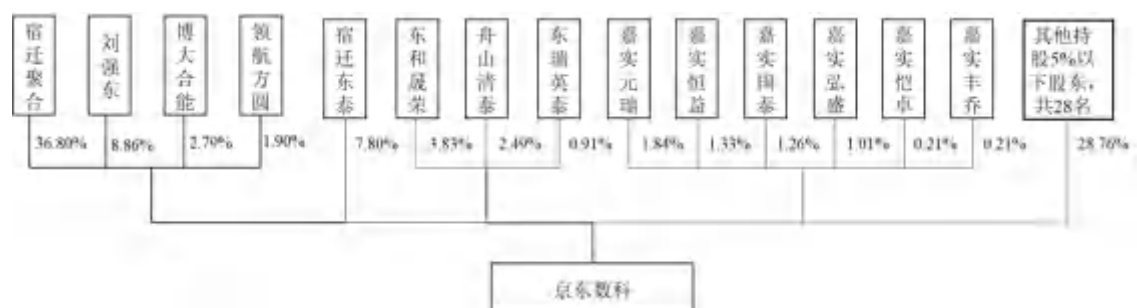 宿迁聚合
刘强东
博大合能
领航方圆
宿迁东泰
东和晟荣
舟山清泰
东瑞英泰
嘉实元瑞
嘉实恒益
嘉实国泰
嘉实弘盛
嘉实恺卓
嘉实丰乔
其他持
股5%以
下股东，
共28名
36.80%
8.86%
2.79%
1.90%
7.80%
3.83%
2.49%
0.91%
1.84%
1.33%
1.26%
1.01%
0.21%
0.21%
28.76%
京东数科